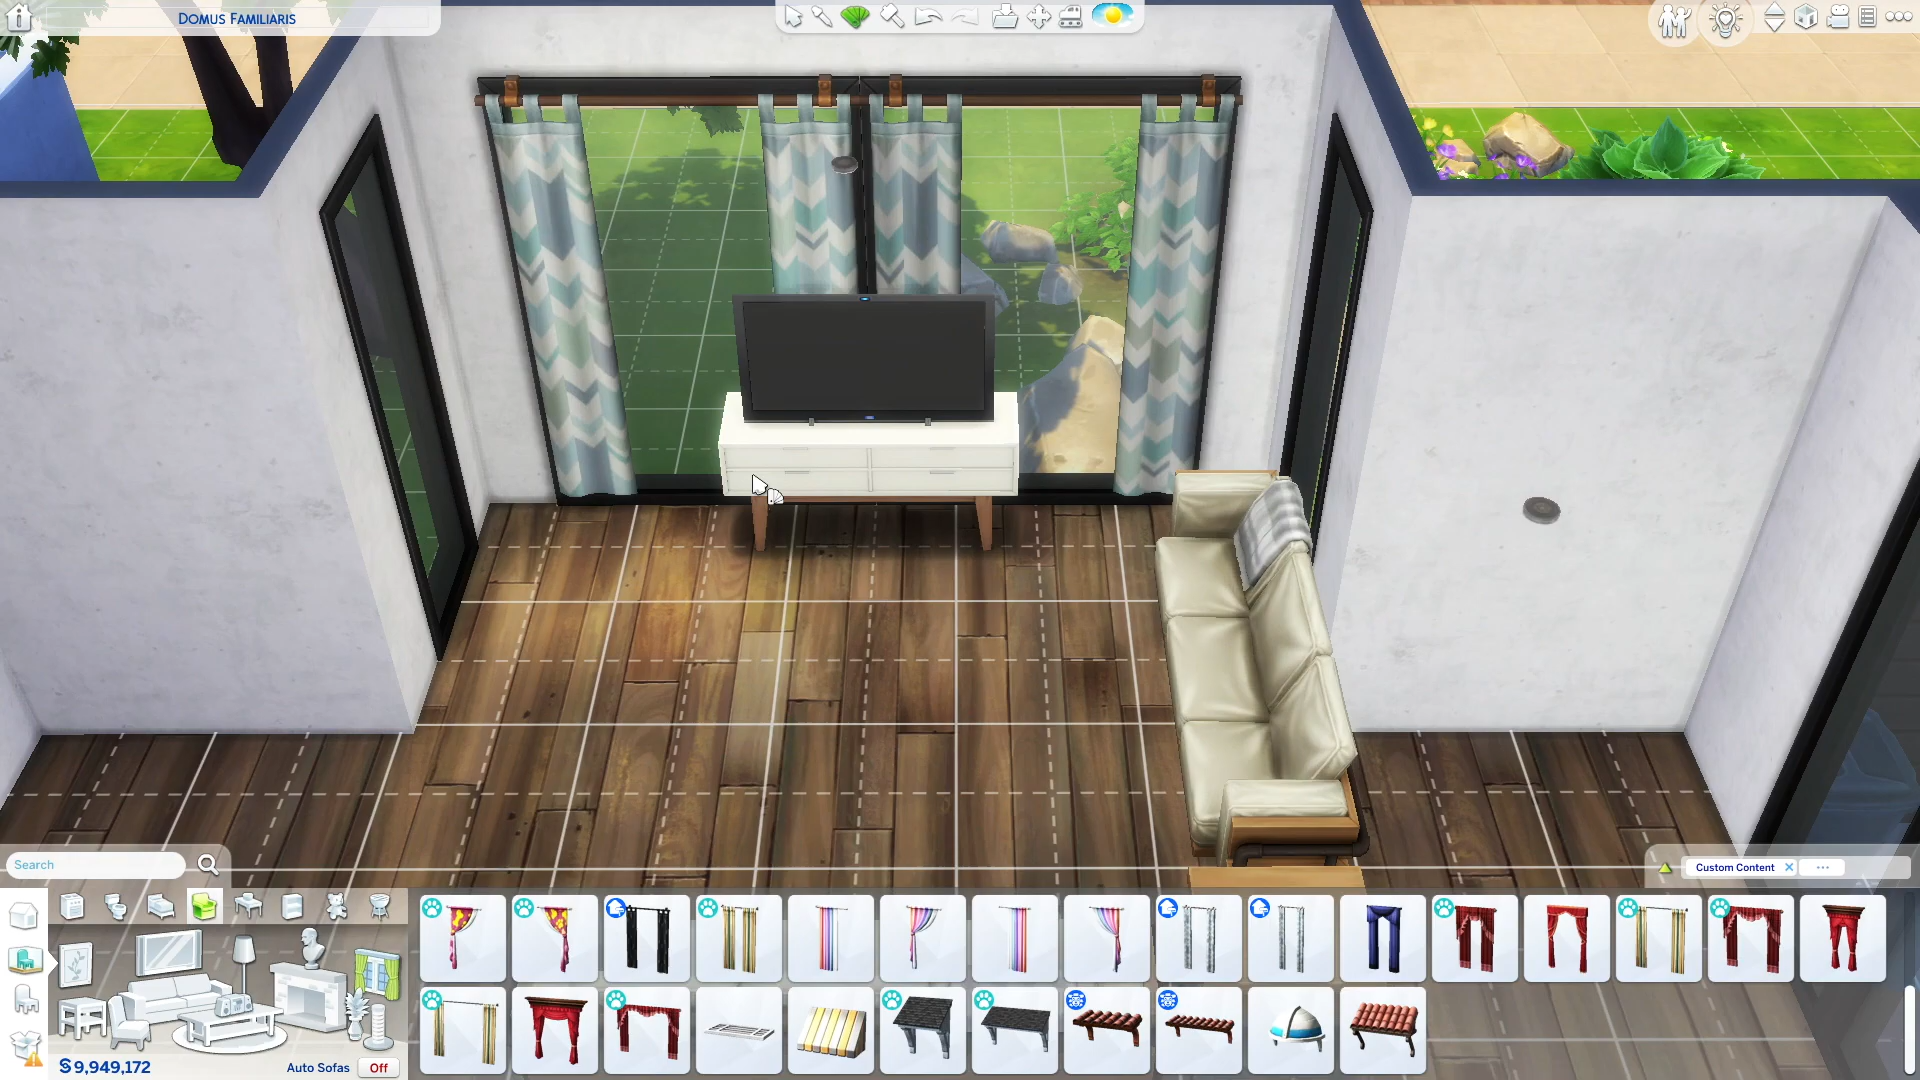 Domus Familiaris
Search
Custom Content
§9,949,172
Auto Sofas
Off